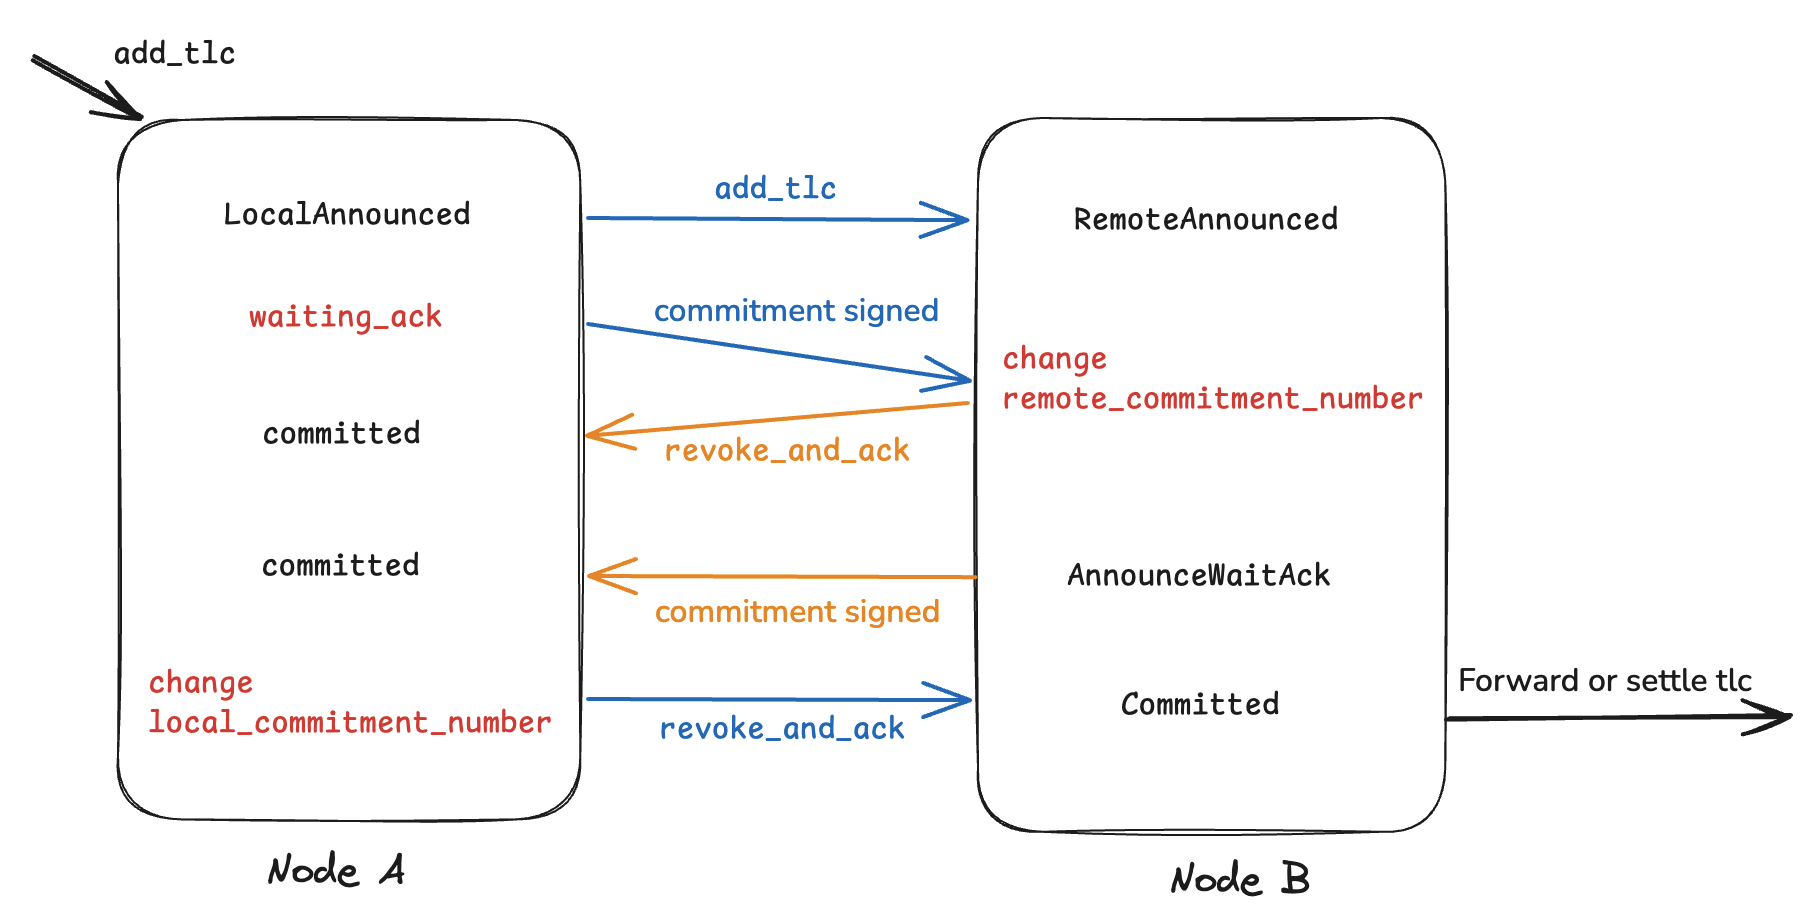 add_tlc
LocalAnnounced
add_tlc
RemoteAnnounced
waiting_ack
commitment signed
change
remote_commitment_number
committed
revoke_and_ack
committed
AnnounceWaitAck
commitment signed
change
local_commitment_number
revoke_and_ack
Committed
Forward or settle tlc
Node A
Node B